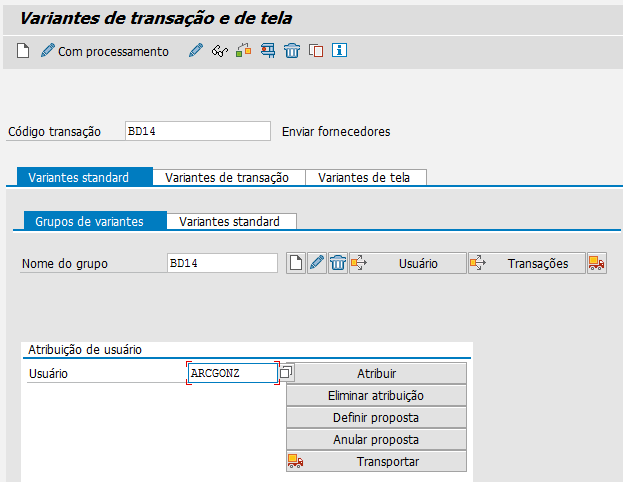 Variantes de transação e de tela
Com processamento
Código transação BD14 Enviar fornecedores
Variantes standard Variantes de transação Variantes de tela
Grupos de variantes Variantes standard
Nome do grupo BD14 Usuário Transações
Atribuição de usuário
Usuário ARCGONZ Atribuir
Eliminar atribuição
Definir proposta
Anular proposta
Transportar